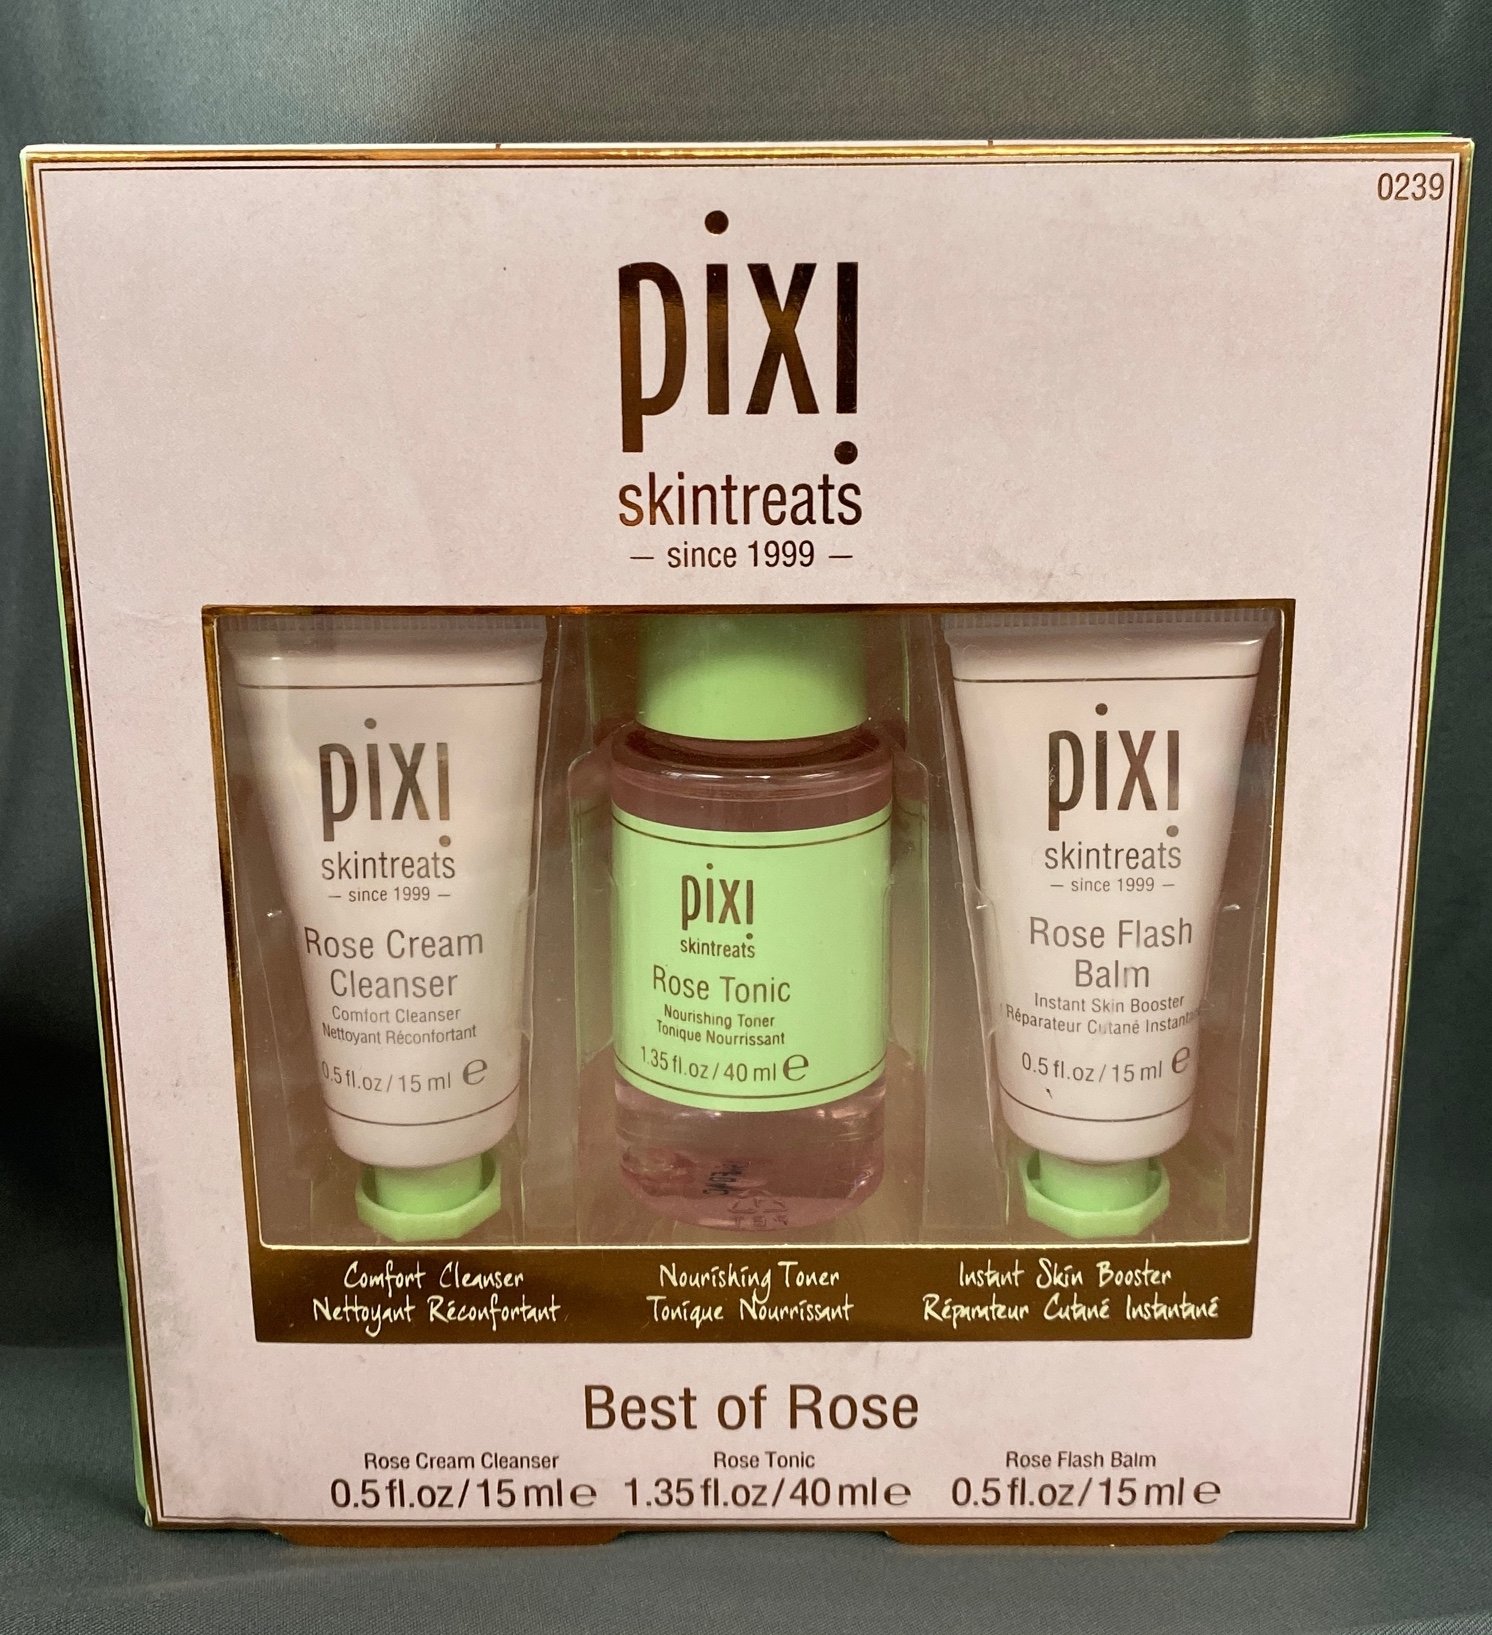 0239
pixi
skintreats
– since 1999 –
pixi
skintreats
– since 1999 –
Rose Cream
Cleanser
Comfort Cleanser
Nettoyant Réconfortant
0.5 fl.oz / 15 ml e
pixi
skintreats
Rose Tonic
Nourishing Toner
Tonique Nourrissant
1.35 fl.oz / 40 ml e
pixi
skintreats
– since 1999 –
Rose Flash
Balm
Instant Skin Booster
Réparateur Cutané Instantané
0.5 fl.oz / 15 ml e
Comfort Cleanser
Nettoyant Réconfortant
Nourishing Toner
Tonique Nourrissant
Instant Skin Booster
Réparateur Cutané Instantané
Best of Rose
Rose Cream Cleanser
0.5 fl.oz / 15 ml e
Rose Tonic
1.35 fl.oz / 40 ml e
Rose Flash Balm
0.5 fl.oz / 15 ml e